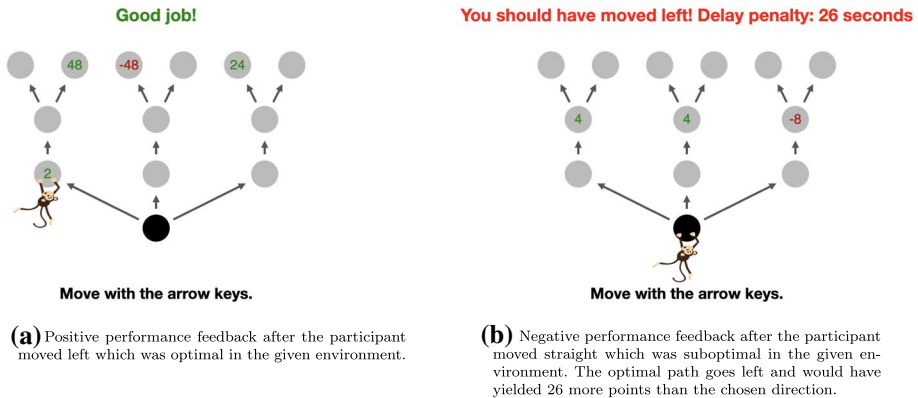 Good job!
48
-48
24
2
Move with the arrow keys.
(a) Positive performance feedback after the participant
moved left which was optimal in the given environment.
You should have moved left! Delay penalty: 26 seconds
4
4
-8
Move with the arrow keys.
(b) Negative performance feedback after the participant
moved straight which was suboptimal in the given en-
vironment. The optimal path goes left and would have
yielded 26 more points than the chosen direction.